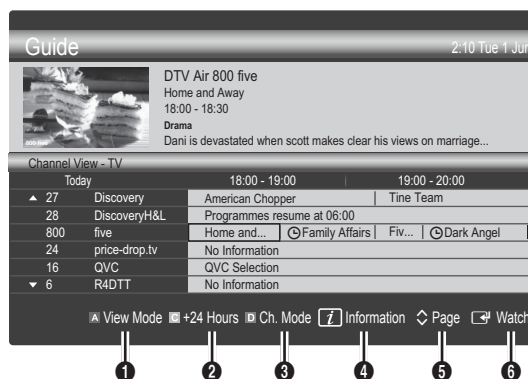 Guide
2:10 Tue 1 Jun
DTV Air 800 five
Home and Away
18:00 - 18:30
Drama
Dani is devastated when scott makes clear his views on marriage...
800 five
Channel View - TV
Today 18:00 - 19:00 19:00 - 20:00
27 Discovery American Chopper Tine Team
28 DiscoveryH&L Programmes resume at 06:00
800 five Home and... Family Affairs Fiv... Dark Angel
24 price-drop.tv No Information
16 QVC QVC Selection
6 R4DTT No Information
A View Mode C +24 Hours D Ch. Mode i Information Page Watch
1 2 3 4 5 6